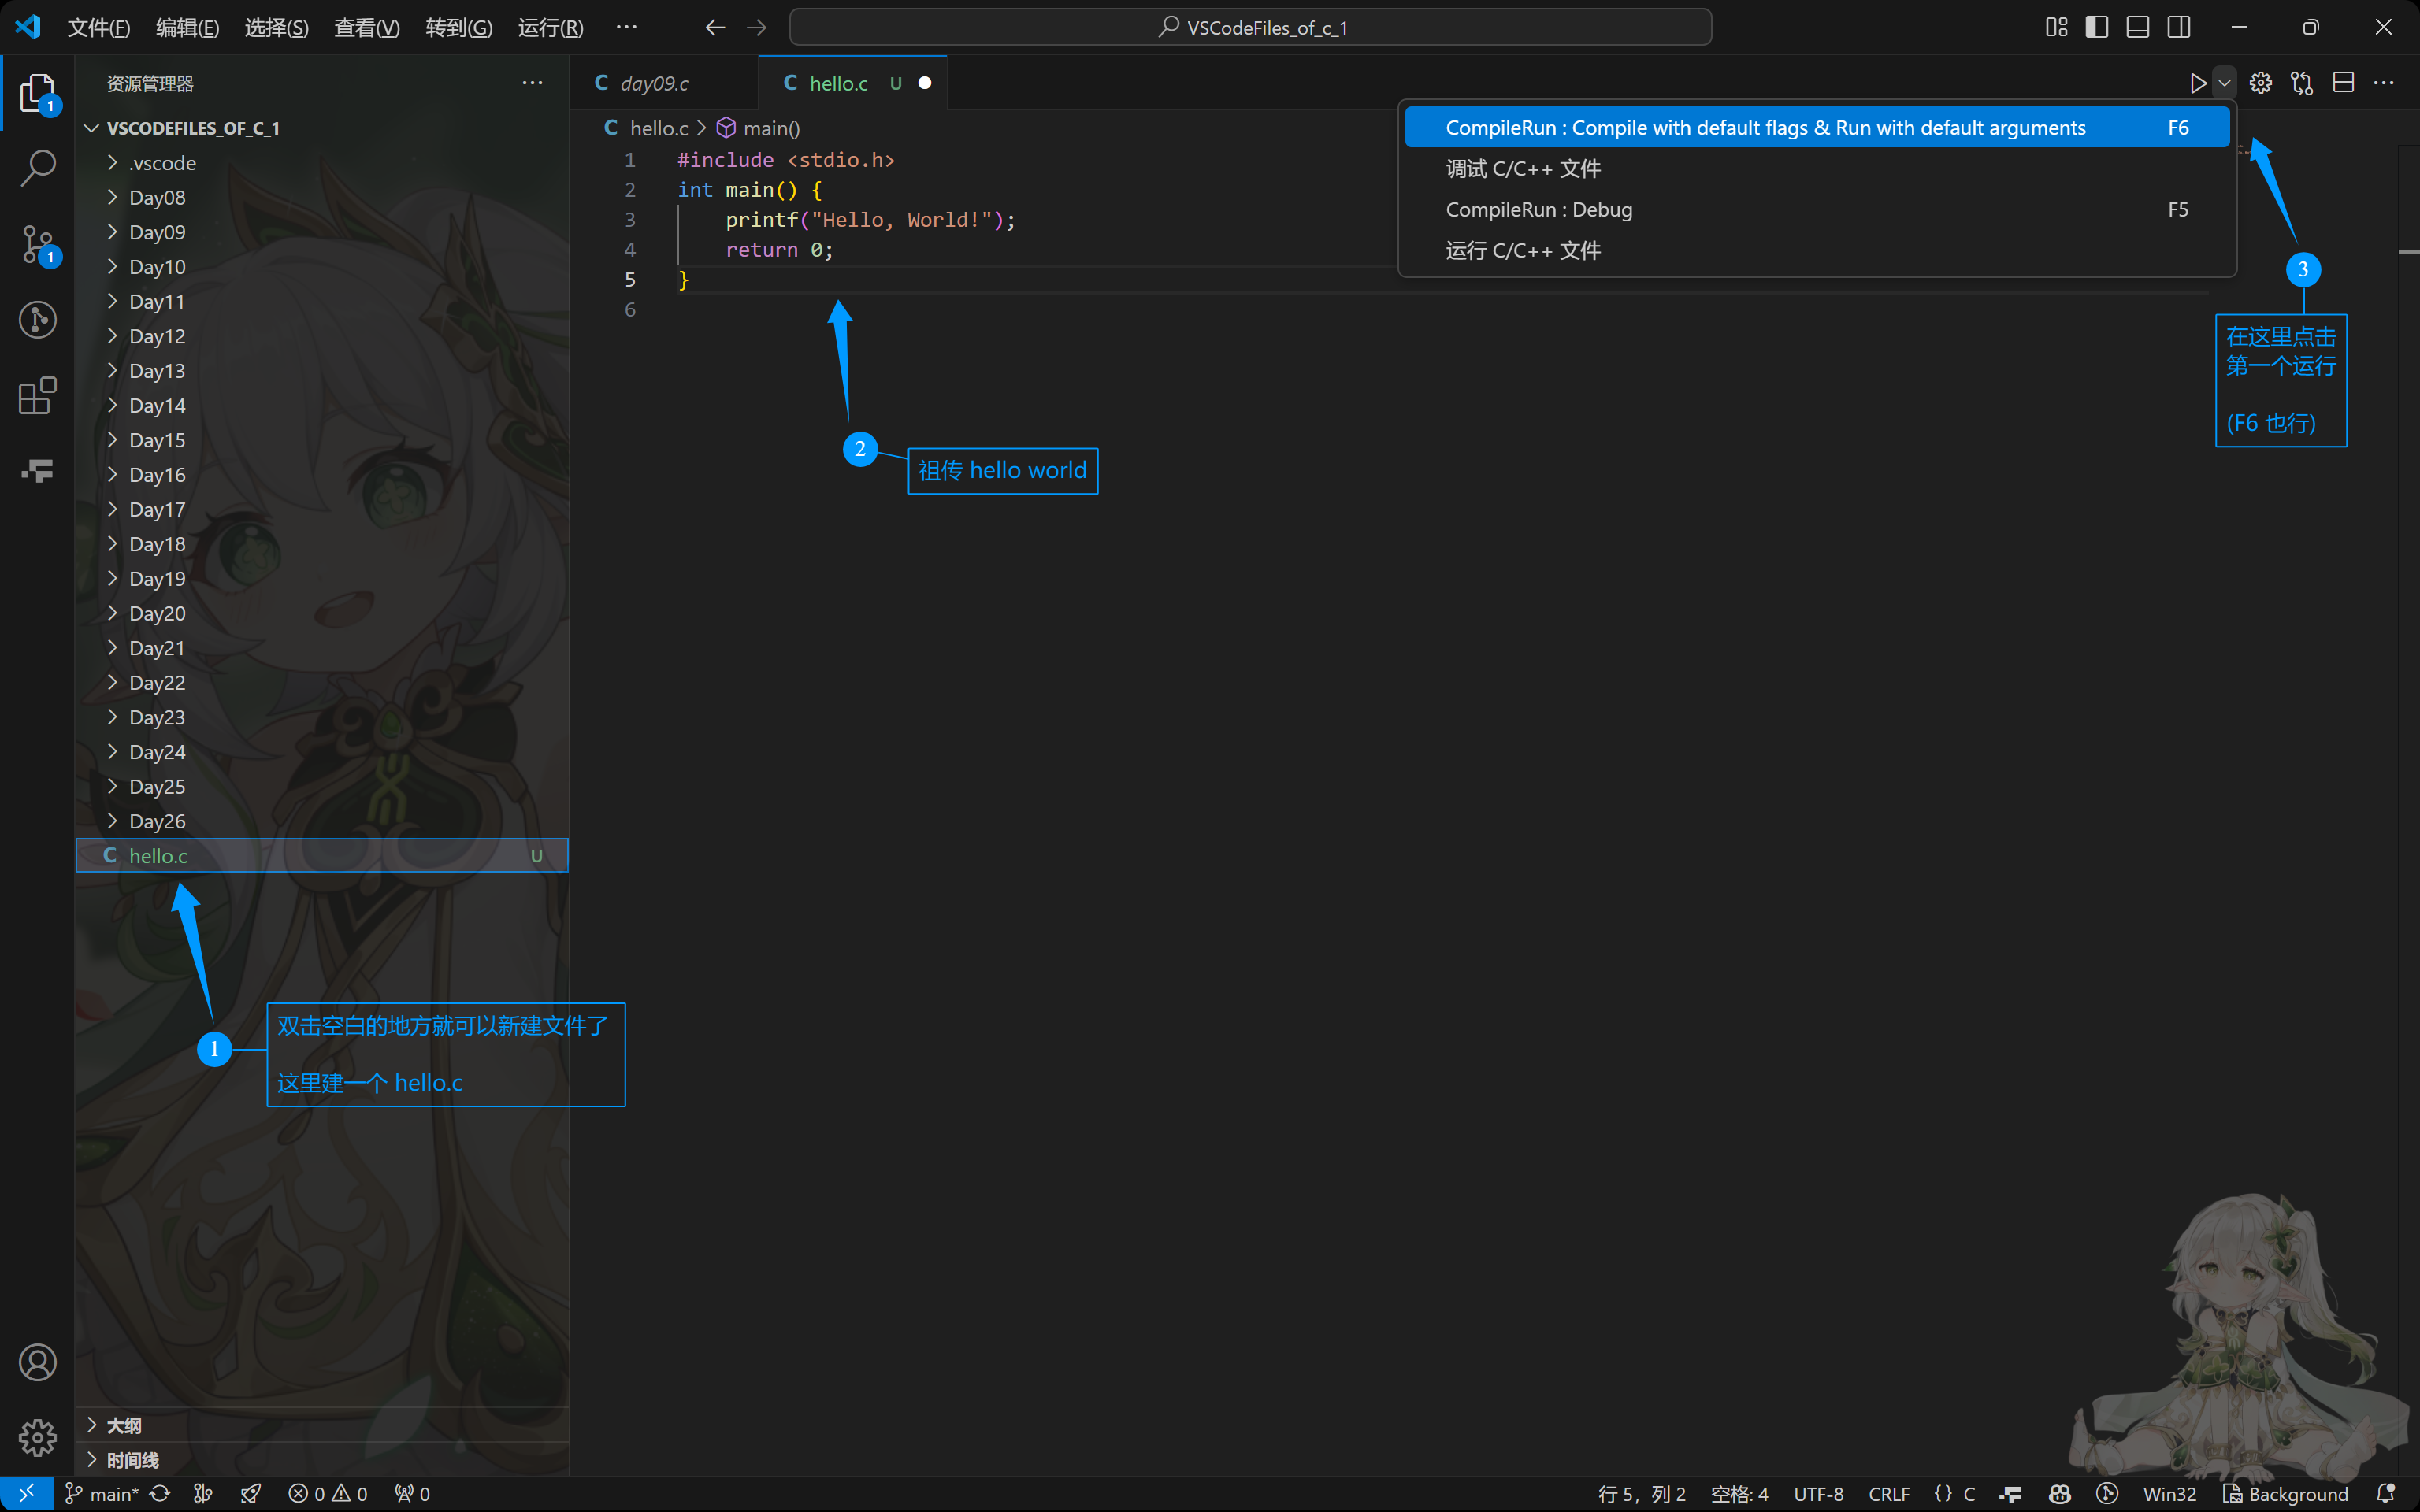 文件(F) 编辑(E) 选择(S) 查看(V) 转到(G) 运行(R) ··· VSCodeFiles_of_c_1
资源管理器 ···
VSCODEFILES_OF_C_1
.vscode
Day08
Day09
Day10
Day11
Day12
Day13
Day14
Day15
Day16
Day17
Day18
Day19
Day20
Day21
Day22
Day23
Day24
Day25
Day26
C hello.c U
大纲
时间线
1
1
C day09.c
C hello.c U
C hello.c > main()
1 #include <stdio.h>
2 int main() {
3 printf("Hello, World!");
4 return 0;
5 }
6
CompileRun : Compile with default flags & Run with default arguments F6
调试 C/C++ 文件
CompileRun : Debug F5
运行 C/C++ 文件
3
在这里点击
第一个运行
(F6 也行)
2
祖传 hello world
1
双击空白的地方就可以新建文件了
这里建一个 hello.c
main* 0 0 0 行 5，列 2 空格: 4 UTF-8 CRLF {} C Win32 Background